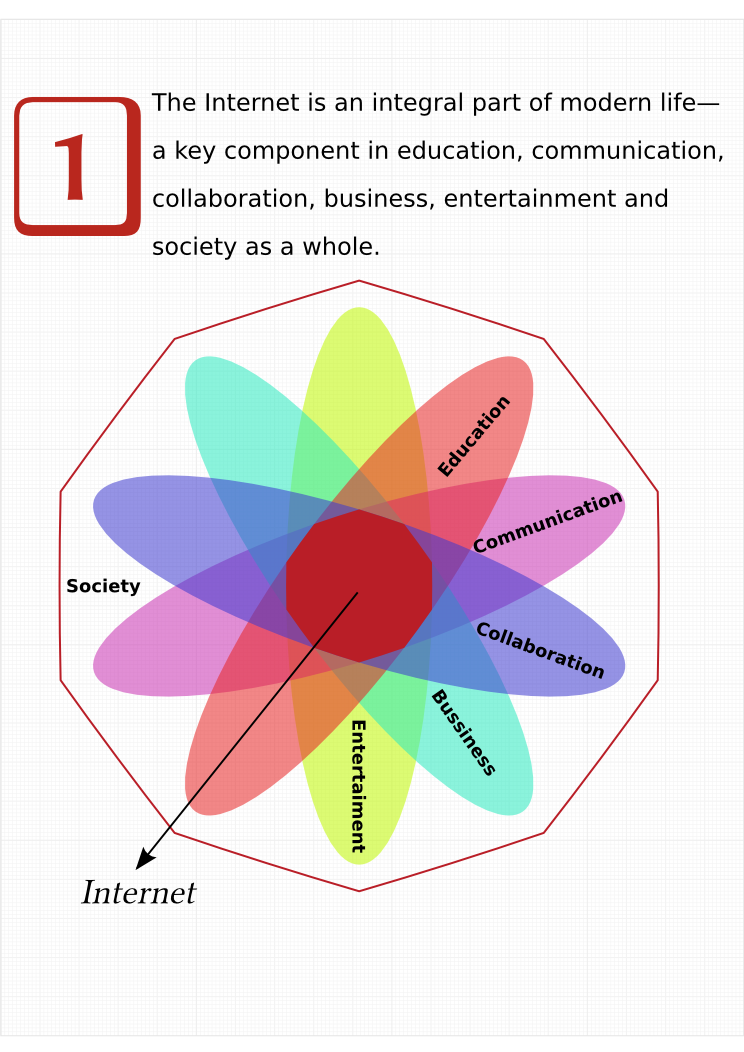 1
The Internet is an integral part of modern life—
a key component in education, communication,
collaboration, business, entertainment and
society as a whole.
Education
Communication
Society
Collaboration
Bussiness
Entertaiment
Internet